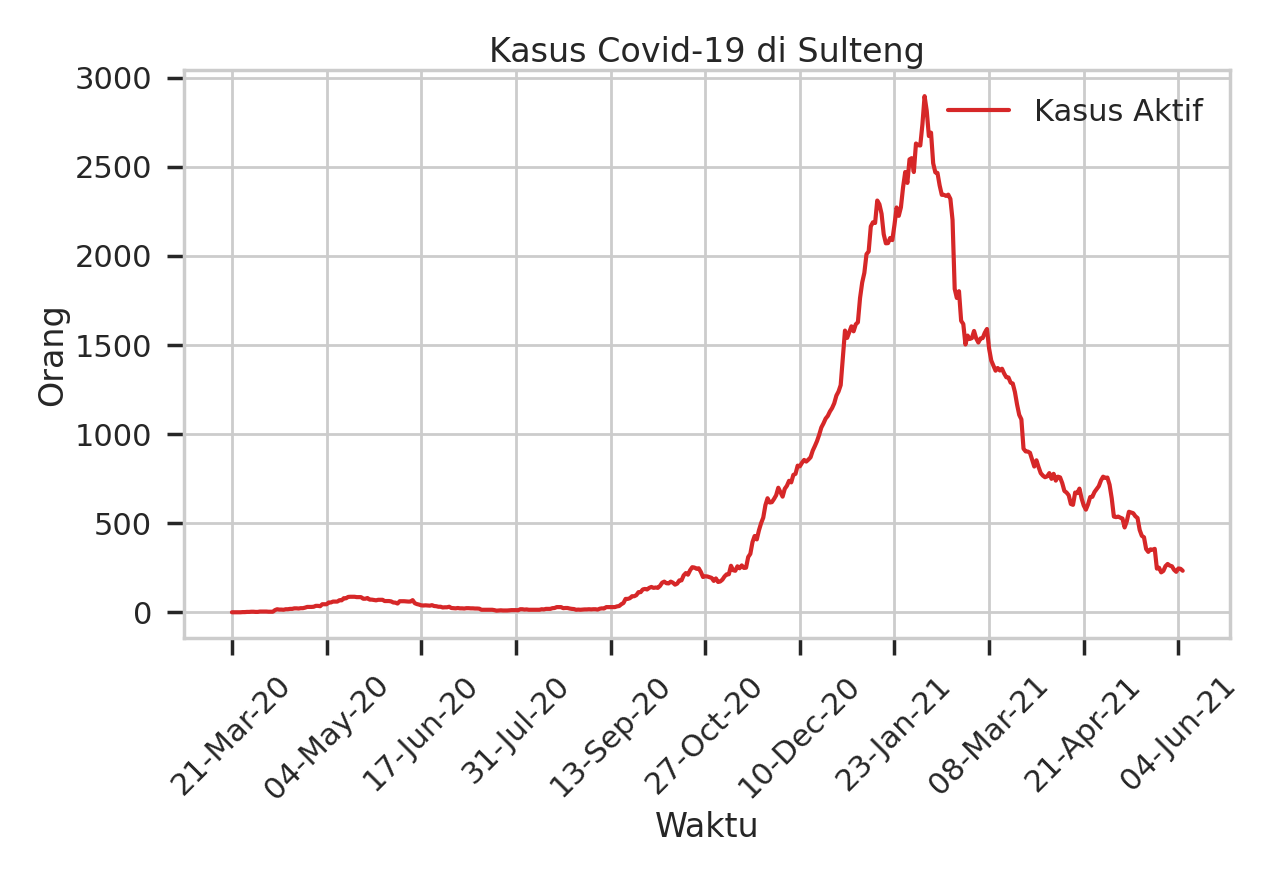 Kasus Covid-19 di Sulteng
3000
2500
2000
1500
1000
500
0
Orang
Kasus Aktif
21-Mar-20
04-May-20
17-Jun-20
31-Jul-20
13-Sep-20
27-Oct-20
10-Dec-20
23-Jan-21
08-Mar-21
21-Apr-21
04-Jun-21
Waktu